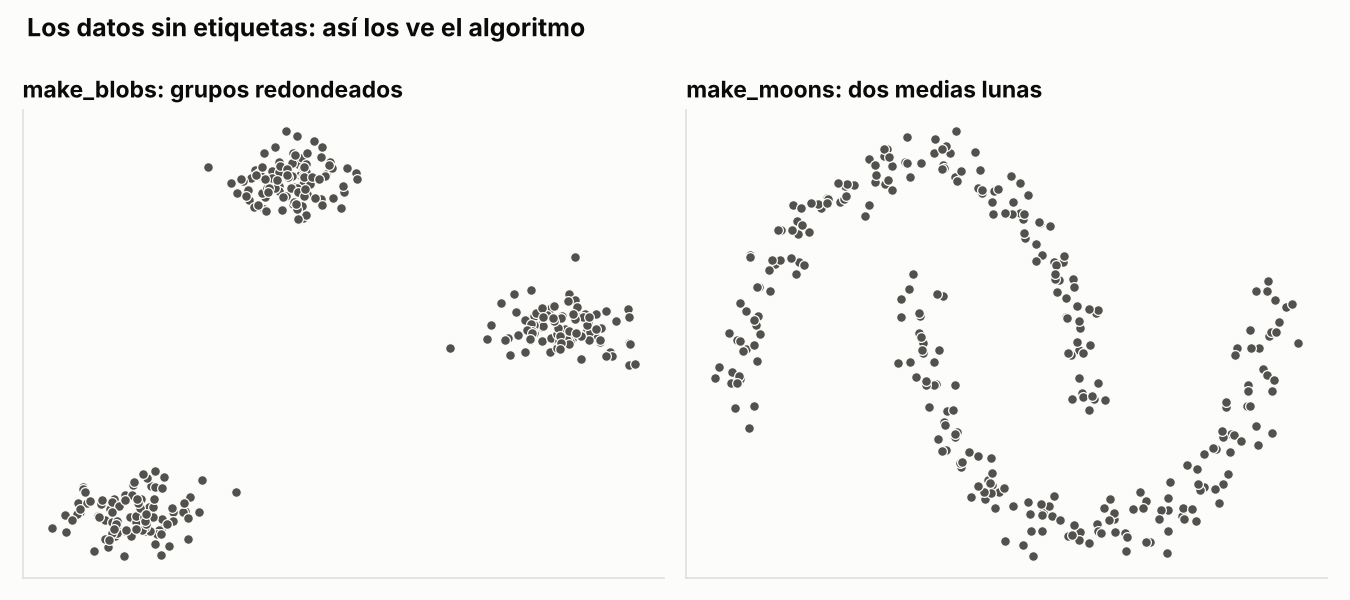 Los datos sin etiquetas: así los ve el algoritmo
make_blobs: grupos redondeados
make_moons: dos medias lunas